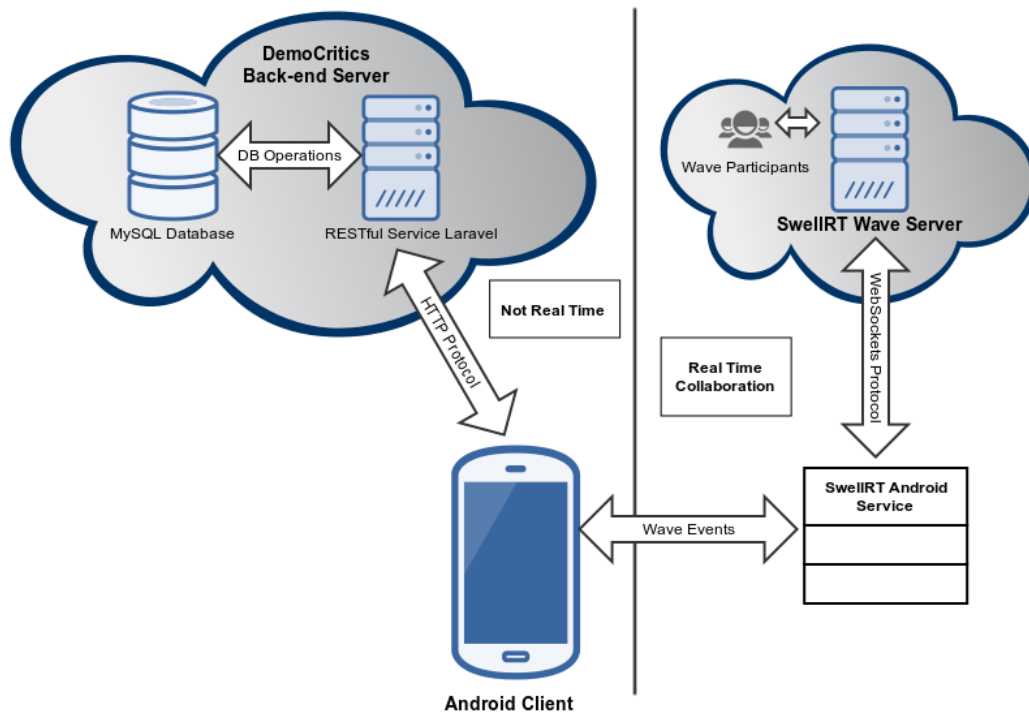 DemoCritics
Back-end Server
DB Operations
MySQL Database
RESTful Service Laravel
HTTP Protocol
Not Real Time
Wave Participants
SwellRT Wave Server
WebSockets Protocol
Real Time
Collaboration
SwellRT Android
Service
Wave Events
Android Client